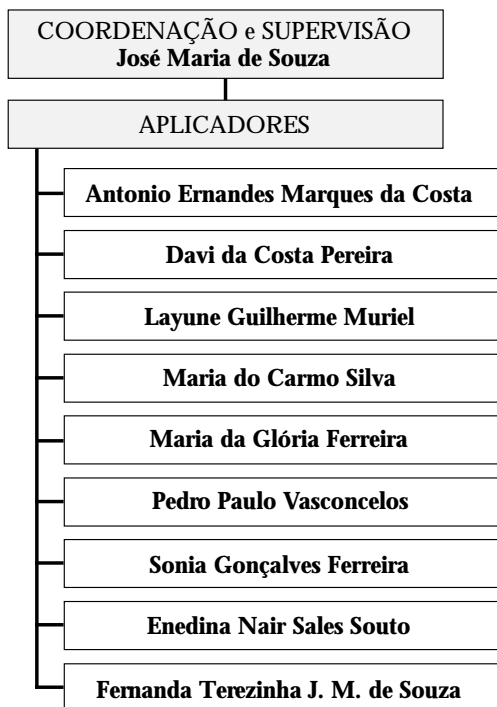 COORDENAÇÃO e SUPERVISÃO
José Maria de Souza
APLICADORES
Antonio Ernandes Marques da Costa
Davi da Costa Pereira
Layune Guilherme Muriel
Maria do Carmo Silva
Maria da Glória Ferreira
Pedro Paulo Vasconcelos
Sonia Gonçalves Ferreira
Enedina Nair Sales Souto
Fernanda Terezinha J. M. de Souza